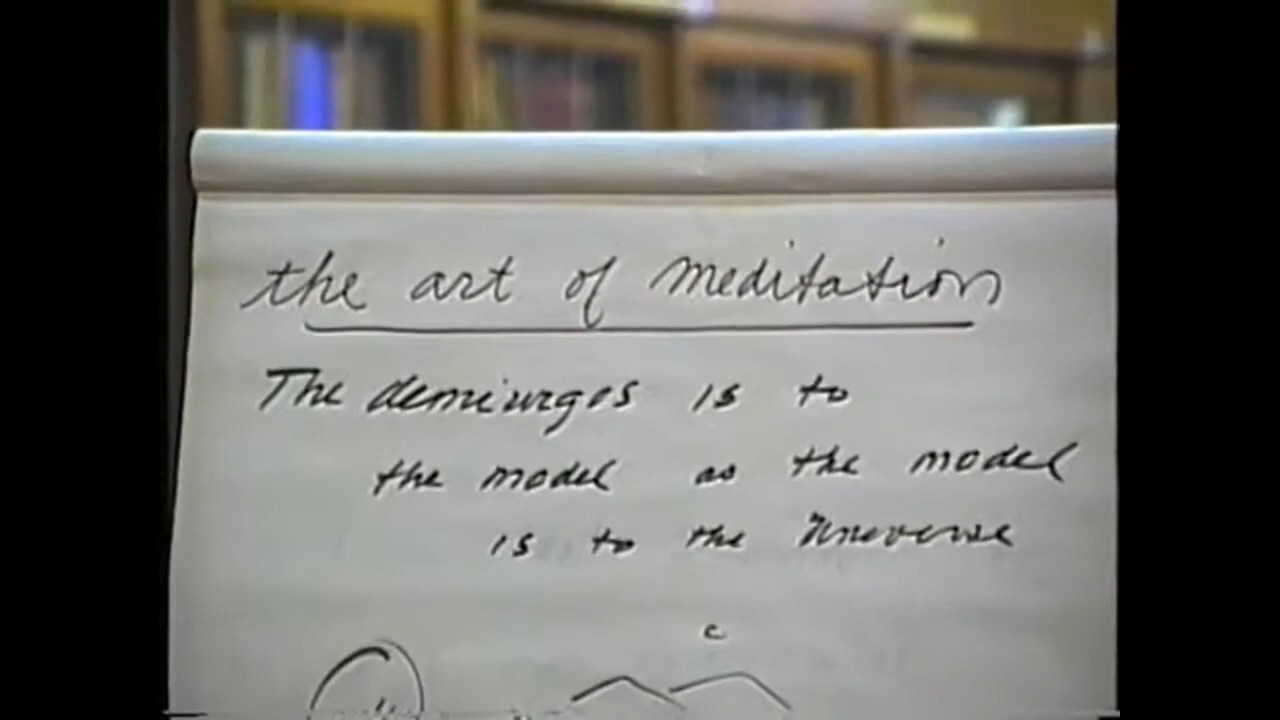 the art of meditation
The demiurgos is to
the model as the model
is to the Universe
c